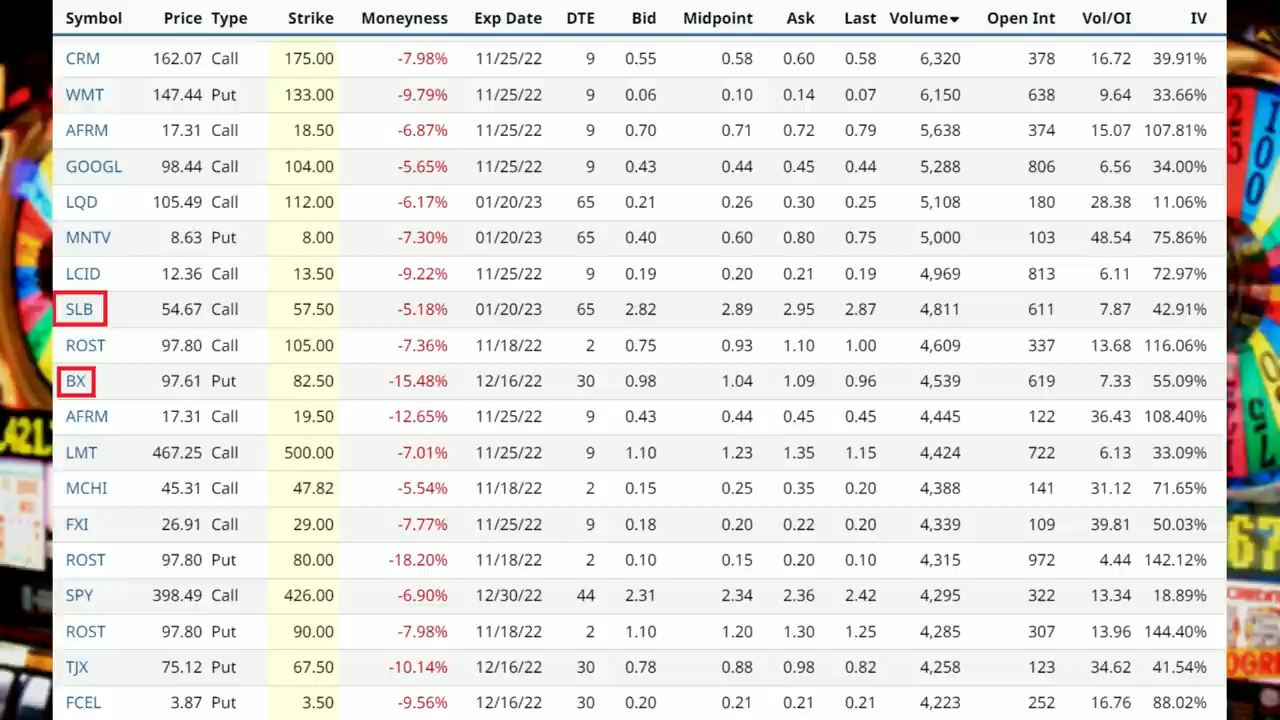 Symbol Price Type Strike Moneyness Exp Date DTE Bid Midpoint Ask Last Volume Open Int Vol/OI IV
CRM 162.07 Call 175.00 -7.98% 11/25/22 9 0.55 0.58 0.60 0.58 6,320 378 16.72 39.91%
WMT 147.44 Put 133.00 -9.79% 11/25/22 9 0.06 0.10 0.14 0.07 6,150 638 9.64 33.66%
AFRM 17.31 Call 18.50 -6.87% 11/25/22 9 0.70 0.71 0.72 0.79 5,638 374 15.07 107.81%
GOOGL 98.44 Call 104.00 -5.65% 11/25/22 9 0.43 0.44 0.45 0.44 5,288 806 6.56 34.00%
LQD 105.49 Call 112.00 -6.17% 01/20/23 65 0.21 0.26 0.30 0.25 5,108 180 28.38 11.06%
MNTV 8.63 Put 8.00 -7.30% 01/20/23 65 0.40 0.60 0.80 0.75 5,000 103 48.54 75.86%
LCID 12.36 Call 13.50 -9.22% 11/25/22 9 0.19 0.20 0.21 0.19 4,969 813 6.11 72.97%
SLB 54.67 Call 57.50 -5.18% 01/20/23 65 2.82 2.89 2.95 2.87 4,811 611 7.87 42.91%
ROST 97.80 Call 105.00 -7.36% 11/18/22 2 0.75 0.93 1.10 1.00 4,609 337 13.68 116.06%
BX 97.61 Put 82.50 -15.48% 12/16/22 30 0.98 1.04 1.09 0.96 4,539 619 7.33 55.09%
AFRM 17.31 Call 19.50 -12.65% 11/25/22 9 0.43 0.44 0.45 0.45 4,445 122 36.43 108.40%
LMT 467.25 Call 500.00 -7.01% 11/25/22 9 1.10 1.23 1.35 1.15 4,424 722 6.13 33.09%
MCHI 45.31 Call 47.82 -5.54% 11/18/22 2 0.15 0.25 0.35 0.20 4,388 141 31.12 71.65%
FXI 26.91 Call 29.00 -7.77% 11/25/22 9 0.18 0.20 0.22 0.20 4,339 109 39.81 50.03%
ROST 97.80 Put 80.00 -18.20% 11/18/22 2 0.10 0.15 0.20 0.10 4,315 972 4.44 142.12%
SPY 398.49 Call 426.00 -6.90% 12/30/22 44 2.31 2.34 2.36 2.42 4,295 322 13.34 18.89%
ROST 97.80 Put 90.00 -7.98% 11/18/22 2 1.10 1.20 1.30 1.25 4,285 307 13.96 144.40%
TJX 75.12 Put 67.50 -10.14% 12/16/22 30 0.78 0.88 0.98 0.82 4,258 123 34.62 41.54%
FCEL 3.87 Put 3.50 -9.56% 12/16/22 30 0.20 0.21 0.21 0.21 4,223 252 16.76 88.02%